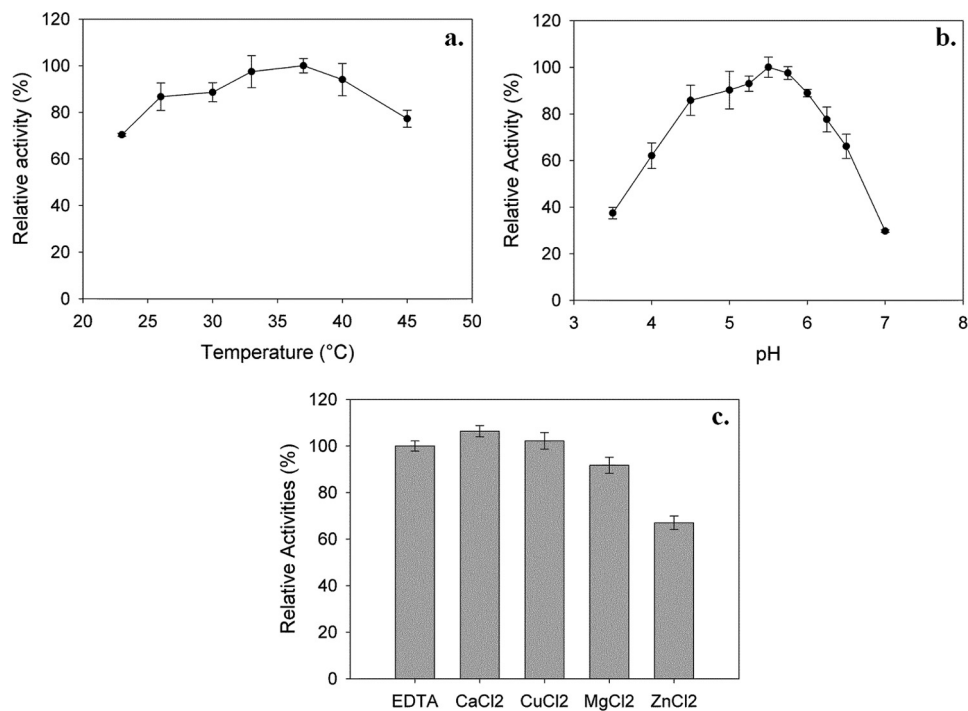 a.
Relative activity (%)
120
100
80
60
40
20
0
20 25 30 35 40 45 50
Temperature (°C)
b.
Relative Activity (%)
120
100
80
60
40
20
0
3 4 5 6 7 8
pH
c.
Relative Activities (%)
120
100
80
60
40
20
0
EDTA CaCl2 CuCl2 MgCl2 ZnCl2